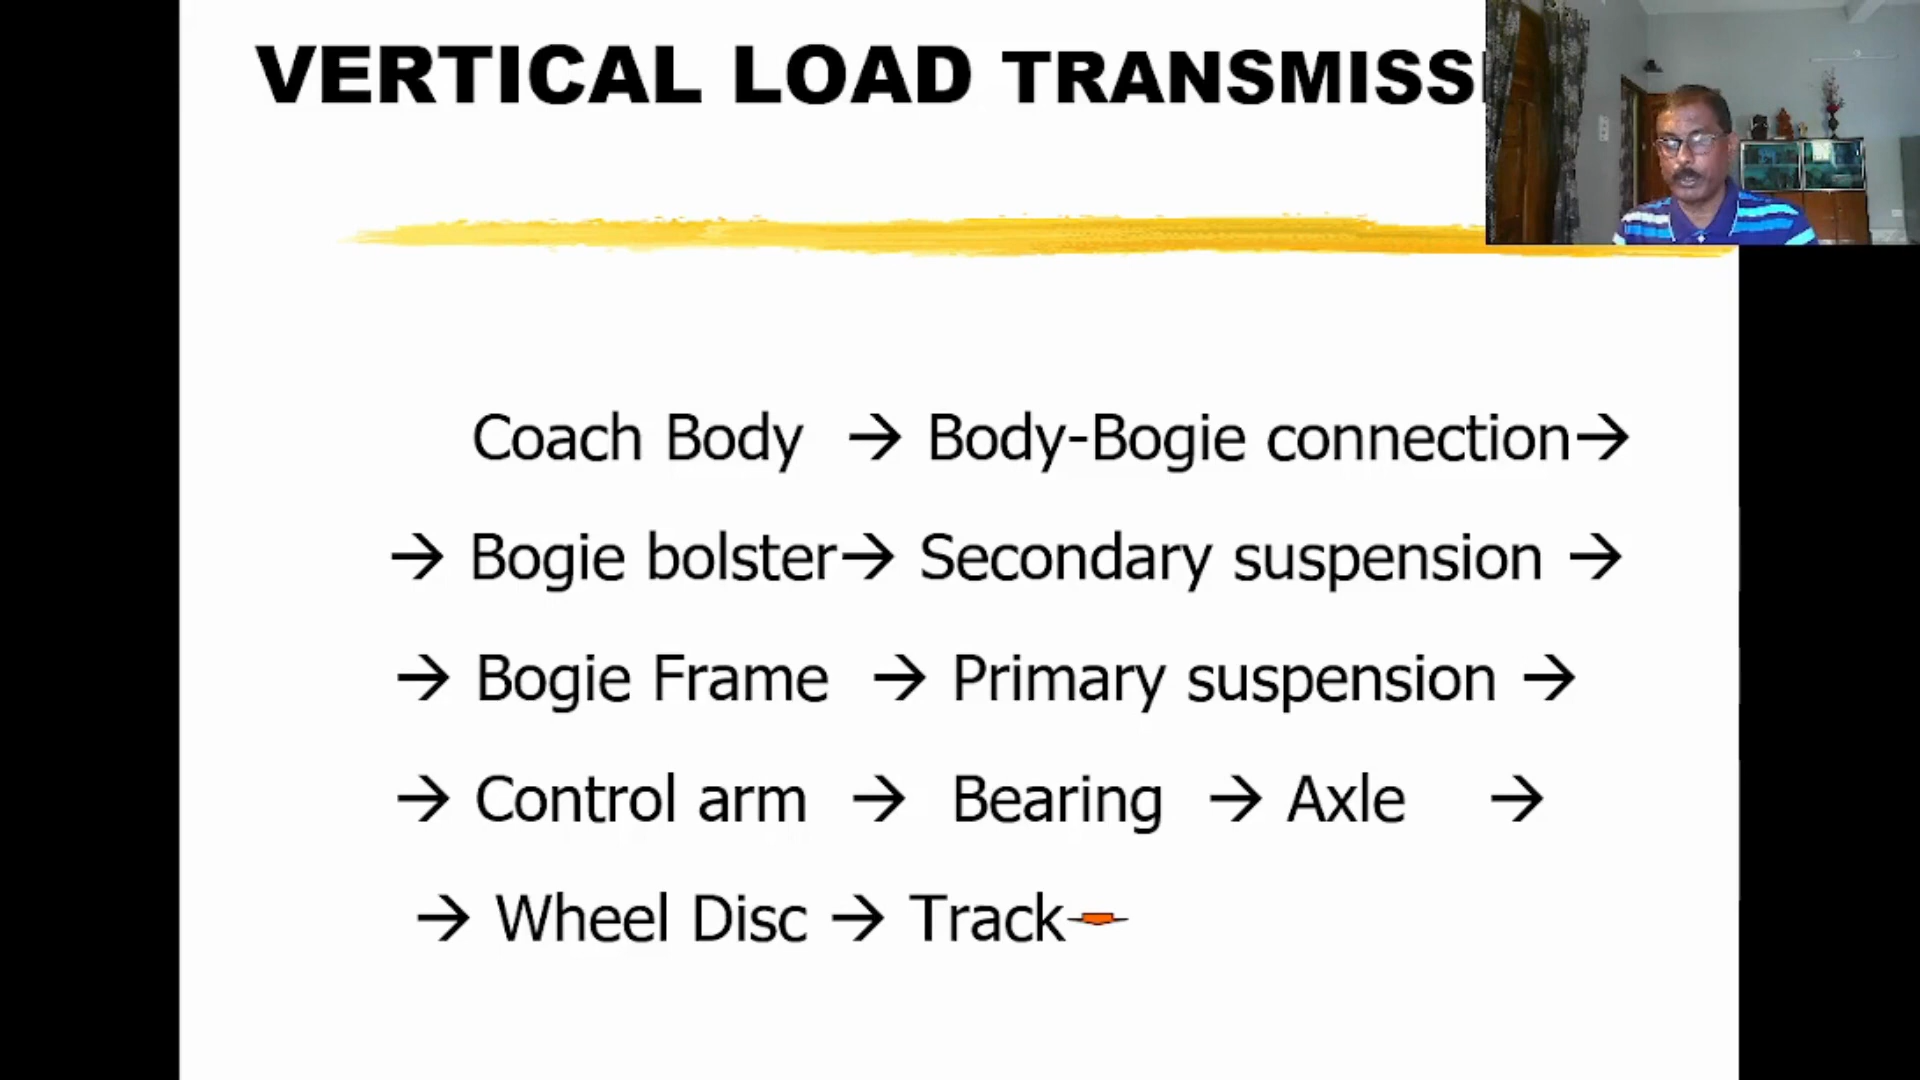 VERTICAL LOAD TRANSMISS
Coach Body → Body-Bogie connection→
→ Bogie bolster→ Secondary suspension →
→ Bogie Frame → Primary suspension →
→ Control arm → Bearing → Axle →
→ Wheel Disc → Track